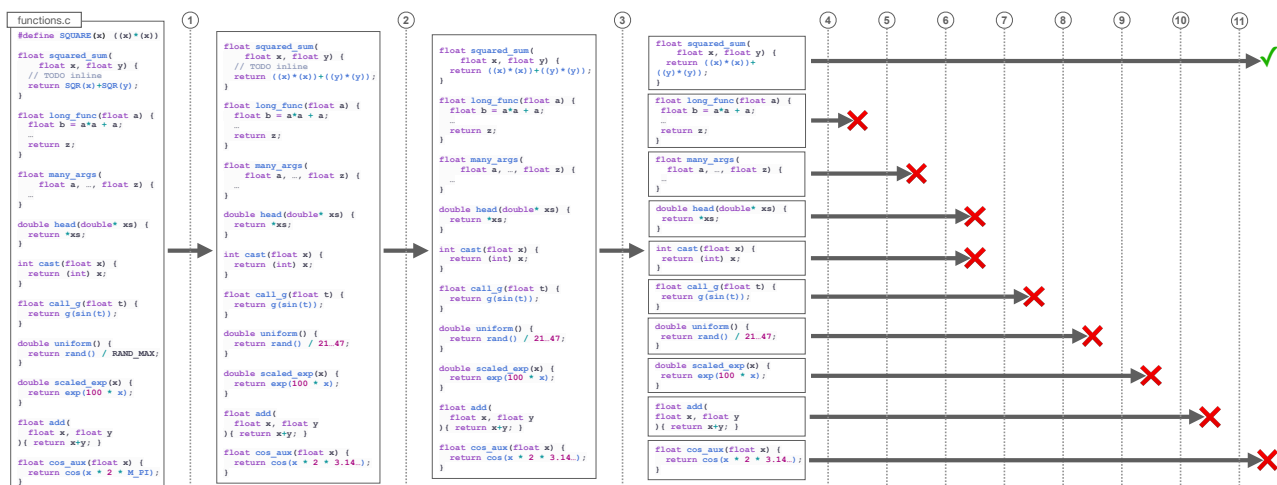 functions.c
1
2
3
4
5
6
7
8
9
10
11
#define SQUARE(x) ((x)*(x))
float squared_sum(
float x, float y) {
// TODO inline
return SQR(x)+SQR(y);
}
float long_func(float a) {
float b = a*a + a;
…
return z;
}
float many_args(
float a, …, float z) {
…
}
double head(double* xs) {
return *xs;
}
int cast(float x) {
return (int) x;
}
float call_g(float t) {
return g(sin(t));
}
double uniform() {
return rand() / RAND_MAX;
}
double scaled_exp(x) {
return exp(100 * x);
}
float add(
float x, float y
){ return x+y; }
float cos_aux(float x) {
return cos(x * 2 * M_PI);
}
float squared_sum(
float x, float y) {
// TODO inline
return ((x)*(x))+((y)*(y));
}
float long_func(float a) {
float b = a*a + a;
…
return z;
}
float many_args(
float a, …, float z) {
…
}
double head(double* xs) {
return *xs;
}
int cast(float x) {
return (int) x;
}
float call_g(float t) {
return g(sin(t));
}
double uniform() {
return rand() / 21…47;
}
double scaled_exp(x) {
return exp(100 * x);
}
float add(
float x, float y
){ return x+y; }
float cos_aux(float x) {
return cos(x * 2 * 3.14…);
}
float squared_sum(
float x, float y) {
return ((x)*(x))+((y)*(y));
}
float long_func(float a) {
float b = a*a + a;
…
return z;
}
float many_args(
float a, …, float z) {
…
}
double head(double* xs) {
return *xs;
}
int cast(float x) {
return (int) x;
}
float call_g(float t) {
return g(sin(t));
}
double uniform() {
return rand() / 21…47;
}
double scaled_exp(x) {
return exp(100 * x);
}
float add(
float x, float y
){ return x+y; }
float cos_aux(float x) {
return cos(x * 2 * 3.14…);
}
float squared_sum(
float x, float y) {
return ((x)*(x))+
((y)*(y));
}
float long_func(float a) {
float b = a*a + a;
…
return z;
}
float many_args(
float a, …, float z) {
…
}
double head(double* xs) {
return *xs;
}
int cast(float x) {
return (int) x;
}
float call_g(float t) {
return g(sin(t));
}
double uniform() {
return rand() / 21…47;
}
double scaled_exp(x) {
return exp(100 * x);
}
float add(
float x, float y
){ return x+y; }
float cos_aux(float x) {
return cos(x * 2 * 3.14…);
}